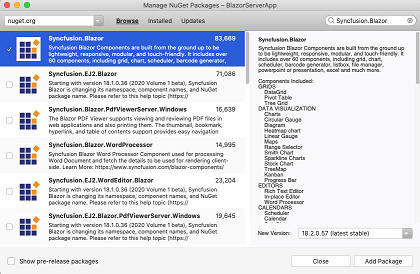 Manage NuGet Packages – BlazorServerApp
nuget.org
Browse
Installed
Updates
Syncfusion.Blazor
Syncfusion.Blazor
83,669
Syncfusion Blazor Components are built from the ground up to be
lightweight, responsive, modular, and touch-friendly. It includes over
60 components, including grid, chart, scheduler, barcode generator,
Syncfusion.EJ2.Blazor
71,086
Starting with version 18.1.0.36 (2020 Volume 1 beta), Syncfusion
Blazor is changing its namespace, component names, and NuGet
package name. Please refer to this help topic (https://
Syncfusion.Blazor.PdfViewerServer.Windows
16,639
The Blazor PDF Viewer supports viewing and reviewing PDF files in
web applications and also printing them. The thumbnail, bookmark,
hyperlink, and table of contents support provides easy navigation
Syncfusion.Blazor.WordProcessor
14,995
Syncfusion Blazor Word Processor Component used for processing
Word Document and fetch the details to be used for rendering client-
side. Learn More: https://www.syncfusion.com/blazor-components/
Syncfusion.EJ2.WordEditor.Blazor
23,204
Starting with version 18.1.0.36 (2020 Volume 1 beta), Syncfusion
Blazor is changing its namespace, component names, and NuGet
package name. Please refer to this help topic (https://
Syncfusion.EJ2.Blazor.PdfViewerServer.Windows
19,645
Starting with version 18.1.0.36 (2020 Volume 1 beta), Syncfusion
Blazor is changing its namespace, component names, and NuGet
package name. Please refer to this help topic (https://
Syncfusion.Blazor
Syncfusion Blazor Components are built from the
ground up to be lightweight, responsive, modular, and
touch-friendly. It includes over 60 components,
including grid, chart, scheduler, barcode generator,
word processor, barcode, listbox, file manager,
powerpoint or presentation, excel and much more.
Components Included:
GRIDS
DataGrid
Pivot Table
Tree Grid
DATA VISUALIZATION
Charts
Circular Gauge
Diagram
Heatmap chart
Linear Gauge
Maps
Range Selector
Smith Chart
Sparkline Charts
Stock Chart
TreeMap
Kanban
Progress Bar
EDITORS
Rich Text Editor
In-place Editor
Word Processor
CALENDARS
Scheduler
Calendar
New Version:
18.2.0.57 (latest stable)
Show pre-release packages
Close
Add Package